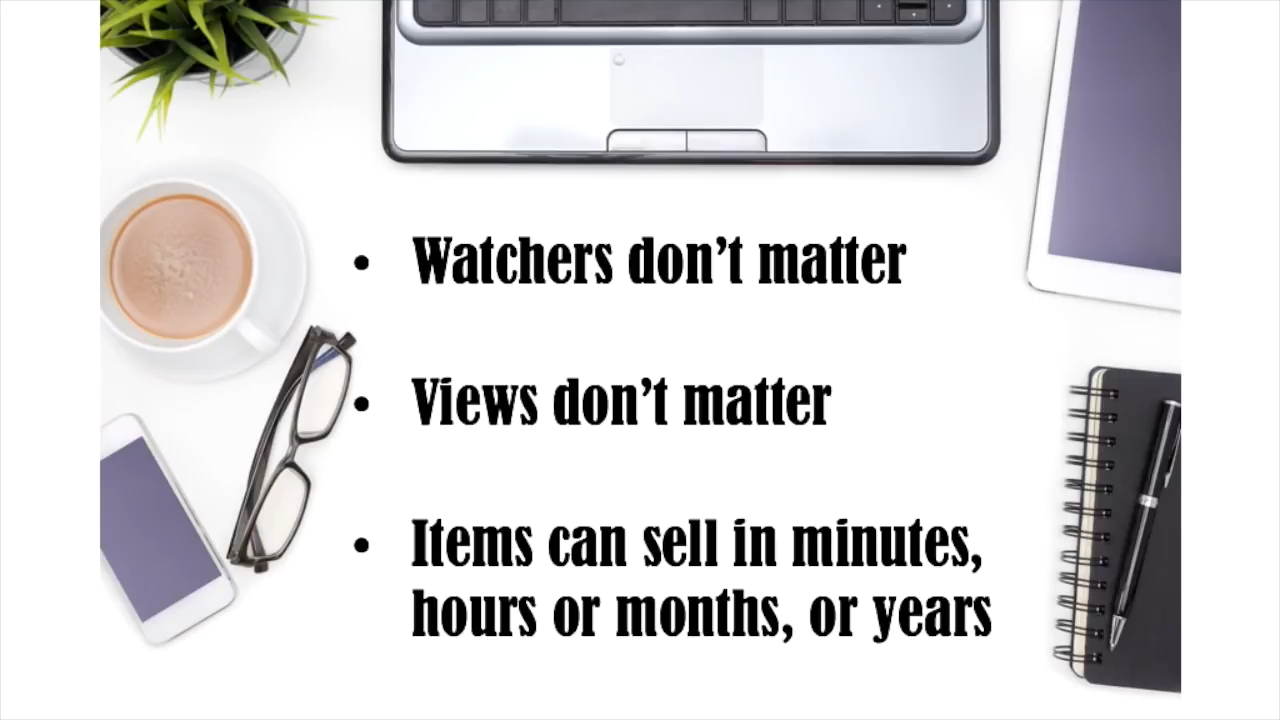 • Watchers don't matter
• Views don't matter
• Items can sell in minutes,
hours or months, or years